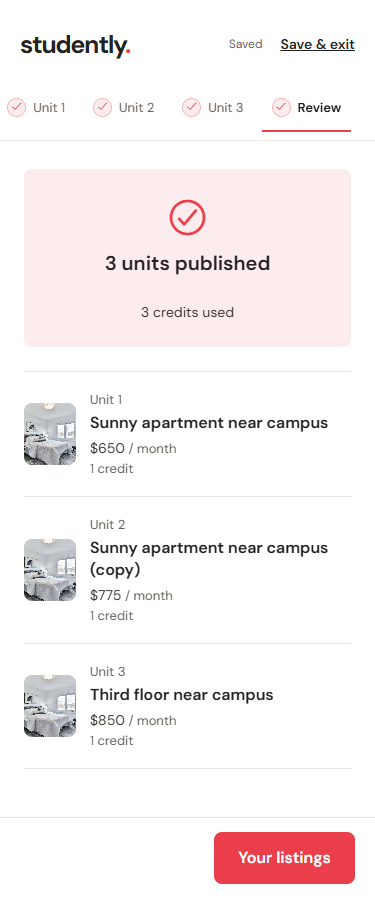 studently.
Saved
Save & exit
Unit 1
Unit 2
Unit 3
Review
3 units published
3 credits used
Unit 1
Sunny apartment near campus
$650 / month
1 credit
Unit 2
Sunny apartment near campus
(copy)
$775 / month
1 credit
Unit 3
Third floor near campus
$850 / month
1 credit
Your listings